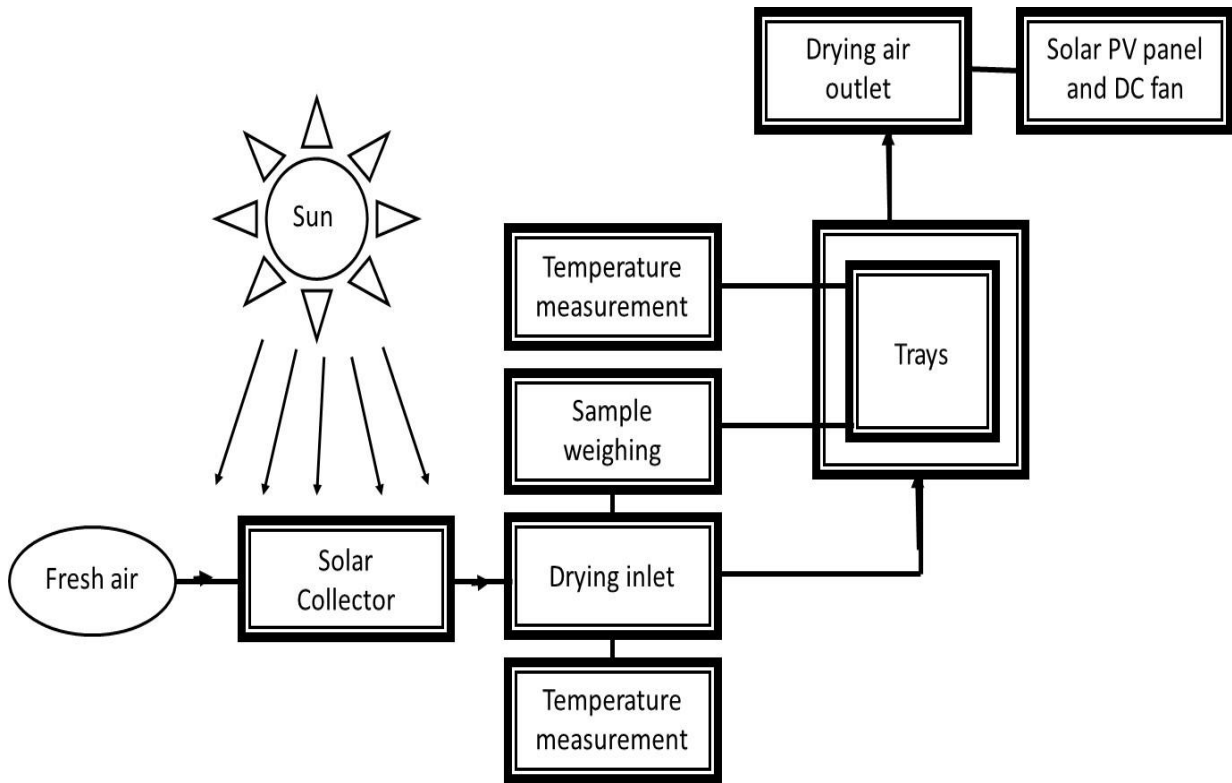 Drying air
outlet
Solar PV panel
and DC fan
Sun
Temperature
measurement
Trays
Sample
weighing
Fresh air
Solar
Collector
Drying inlet
Temperature
measurement